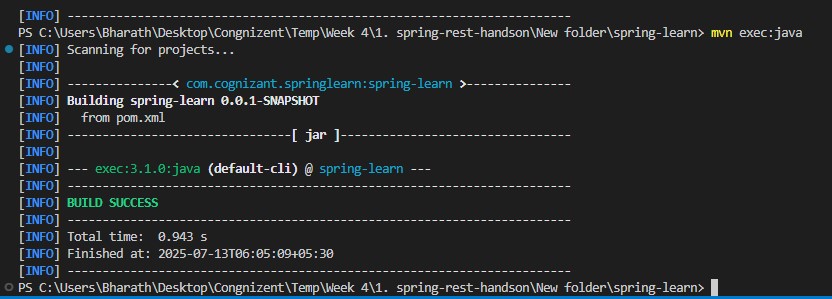 [INFO] ------------------------------------------------------------------------
PS C:\Users\Bharath\Desktop\Congnizent\Temp\Week 4\1. spring-rest-handson\New folder\spring-learn> mvn exec:java
[INFO] Scanning for projects...
[INFO]
[INFO] ---------------< com.cognizant.springlearn:spring-learn >---------------
[INFO] Building spring-learn 0.0.1-SNAPSHOT
[INFO]   from pom.xml
[INFO] --------------------------------[ jar ]---------------------------------
[INFO]
[INFO] --- exec:3.1.0:java (default-cli) @ spring-learn ---
[INFO] ------------------------------------------------------------------------
[INFO] BUILD SUCCESS
[INFO] ------------------------------------------------------------------------
[INFO] Total time:  0.943 s
[INFO] Finished at: 2025-07-13T06:05:09+05:30
[INFO] ------------------------------------------------------------------------
PS C:\Users\Bharath\Desktop\Congnizent\Temp\Week 4\1. spring-rest-handson\New folder\spring-learn>